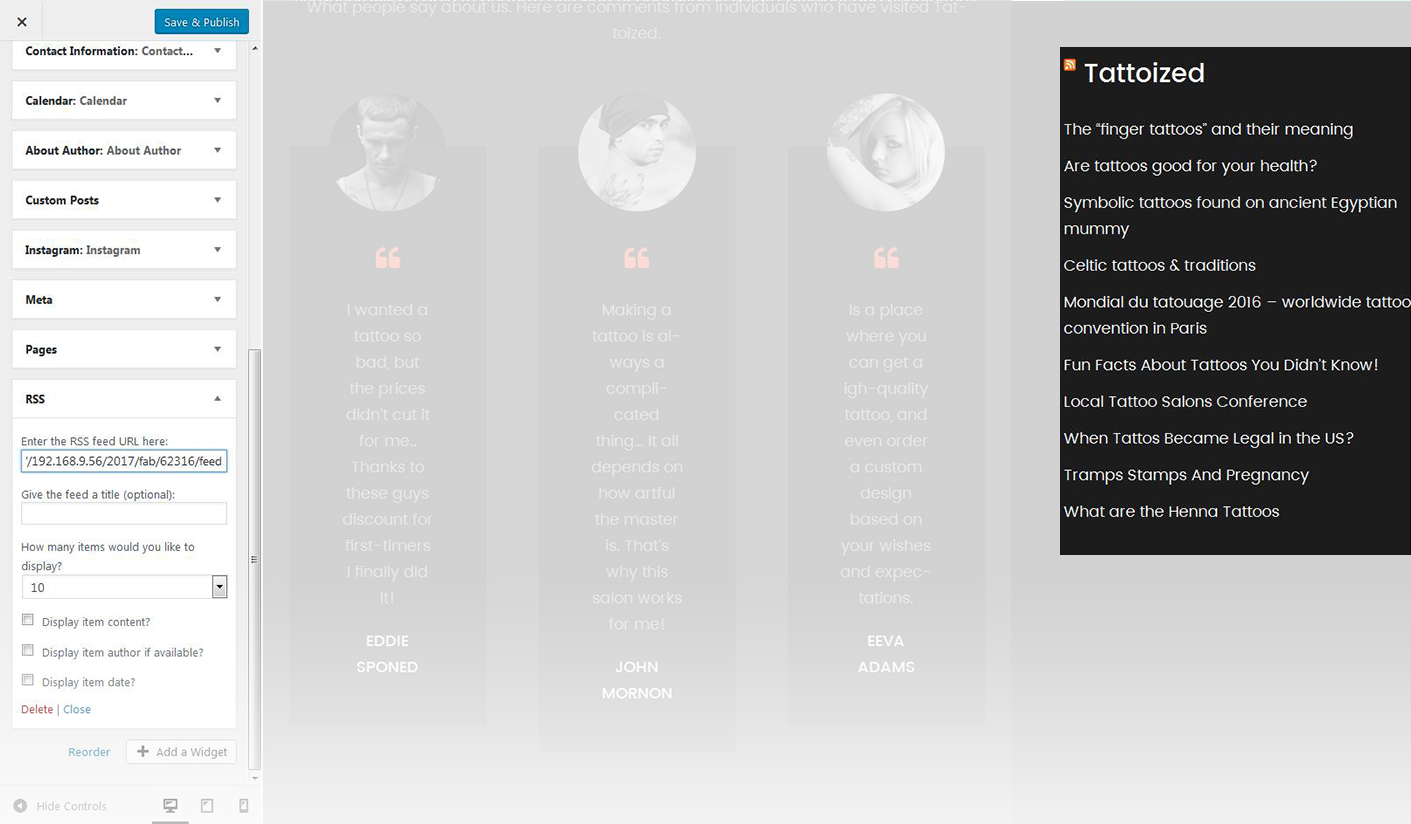 Save & Publish
Contact Information: Contact...
Calendar: Calendar
About Author: About Author
Custom Posts
Instagram: Instagram
Meta
Pages
RSS
Enter the RSS feed URL here:
'/192.168.9.56/2017/fab/62316/feed
Give the feed a title (optional):
How many items would you like to
display?
10
Display item content?
Display item author if available?
Display item date?
Delete | Close
Reorder
Add a Widget
Hide Controls
What people say about us. Here are comments from individuals who have visited Tat-
toized.
I wanted a
tattoo so
bad, but
the prices
didn't cut it
for me..
Thanks to
these guys
discount for
first-timers
I finally did
it!
EDDIE
SPONED
Making a
tattoo is al-
ways a
compli-
cated
thing... It all
depends on
how artful
the master
is. That's
why this
salon works
for me!
JOHN
MORNON
Is a place
where you
can get a
igh-quality
tattoo, and
even order
a custom
design
based on
your wishes
and expec-
tations.
EEVA
ADAMS
Tattoized
The “finger tattoos” and their meaning
Are tattoos good for your health?
Symbolic tattoos found on ancient Egyptian
mummy
Celtic tattoos & traditions
Mondial du tatouage 2016 – worldwide tattoo
convention in Paris
Fun Facts About Tattoos You Didn’t Know!
Local Tattoo Salons Conference
When Tattos Became Legal in the US?
Tramps Stamps And Pregnancy
What are the Henna Tattoos